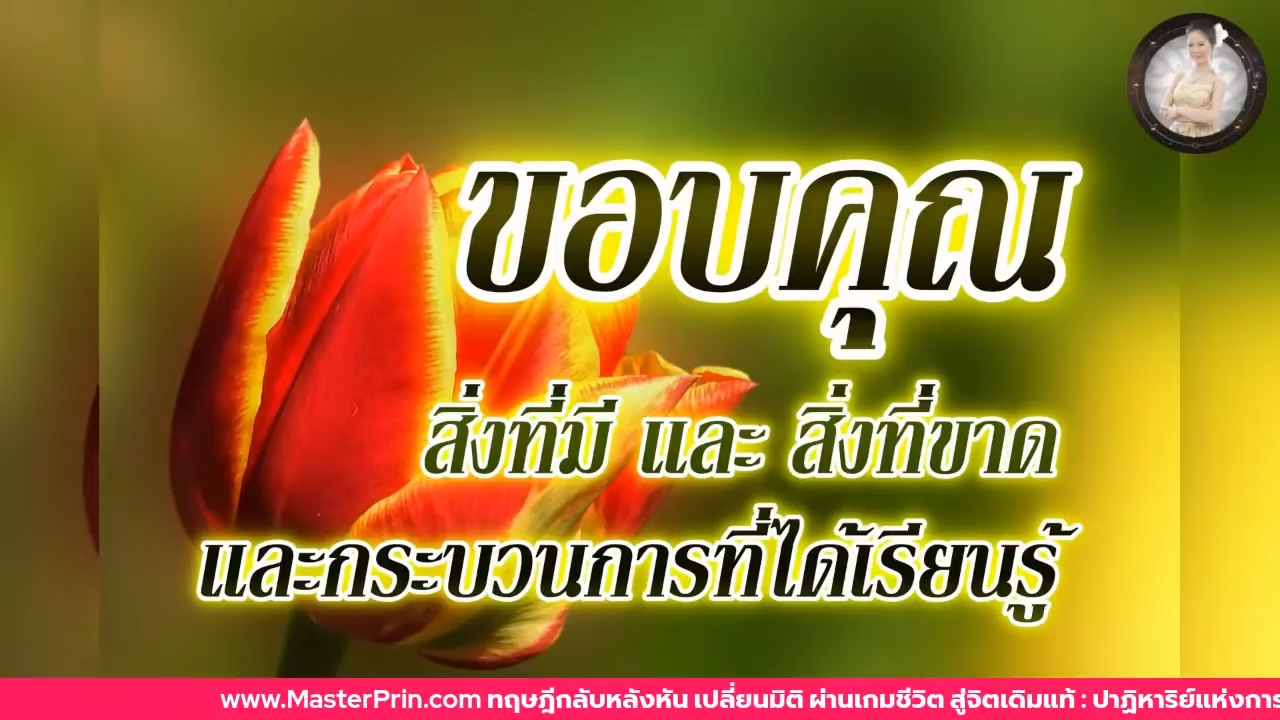 ขอบคุณ
สิ่งที่มี และ สิ่งที่ขาด
และกระบวนการที่ได้เรียนรู้
www.MasterPrin.com ทฤษฎีกลับหลังหัน เปลี่ยนมิติ ผ่านเกมชีวิต สู่จิตเดิมแท้ : ปาฏิหาริย์แห่งการ